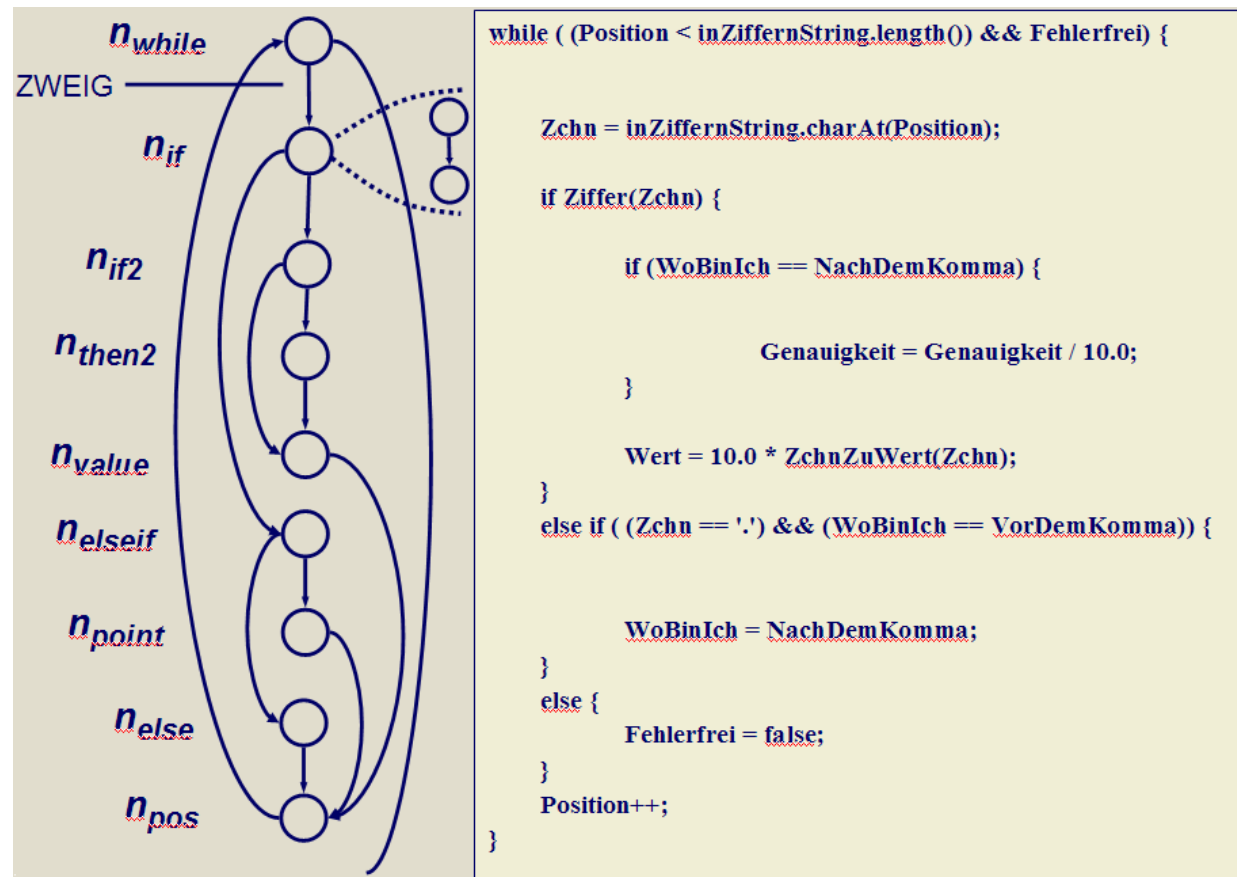 n_while
ZWEIG
n_if
n_if2
n_then2
n_value
n_elseif
n_point
n_else
n_pos
while ( (Position < inZiffernString.length()) && Fehlerfrei) {
Zchn = inZiffernString.charAt(Position);
if Ziffer(Zchn) {
if (WoBinIch == NachDemKomma) {
Genauigkeit = Genauigkeit / 10.0;
}
Wert = 10.0 * ZchnZuWert(Zchn);
}
else if ( (Zchn == '.') && (WoBinIch == VorDemKomma)) {
WoBinIch = NachDemKomma;
}
else {
Fehlerfrei = false;
}
Position++;
}